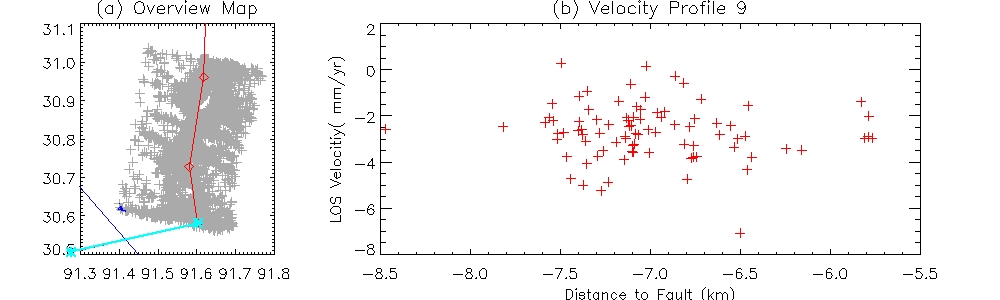 (a) Overview Map
31.1
31.0
30.9
30.8
30.7
30.6
30.5
91.3 91.4 91.5 91.6 91.7 91.8
(b) Velocity Profile 9
LOS Velocitiy( mm/yr)
2
0
−2
−4
−6
−8
−8.5 −8.0 −7.5 −7.0 −6.5 −6.0 −5.5
Distance to Fault (km)